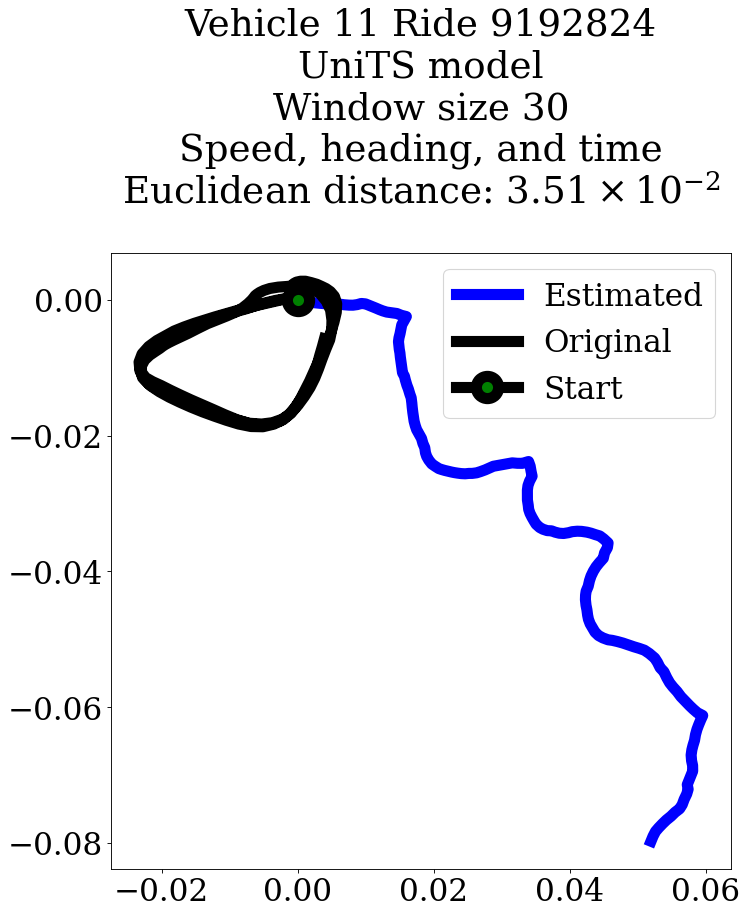 Vehicle 11 Ride 9192824
UniTS model
Window size 30
Speed, heading, and time
Euclidean distance: 3.51 × 10⁻²
Estimated
Original
Start
0.00
−0.02
−0.04
−0.06
−0.08
−0.02 0.00 0.02 0.04 0.06